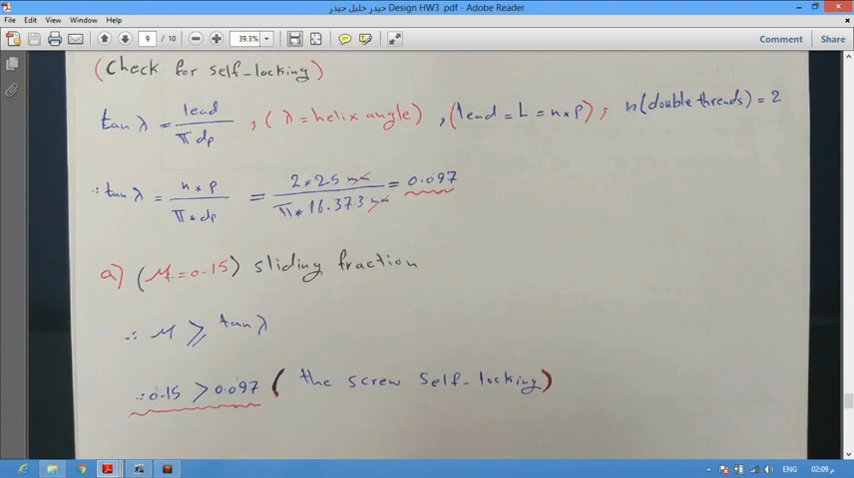 حيدر خليل حيدر Design HW3 .pdf - Adobe Reader
File Edit View Window Help
9 / 10 39.3% Comment Share
(Check for self-locking)
tan λ = lead / π dp , (λ = helix angle) , (lead = L = n * p) , n (double threads) = 2
∴ tan λ = n * p / π * dp = 2 * 2.5 mm / π * 16.373 mm = 0.097
a) (μ = 0.15) sliding fraction
∴ μ ≥ tan λ
∴ 0.15 > 0.097 (the screw self-locking)
ENG 02:09 م